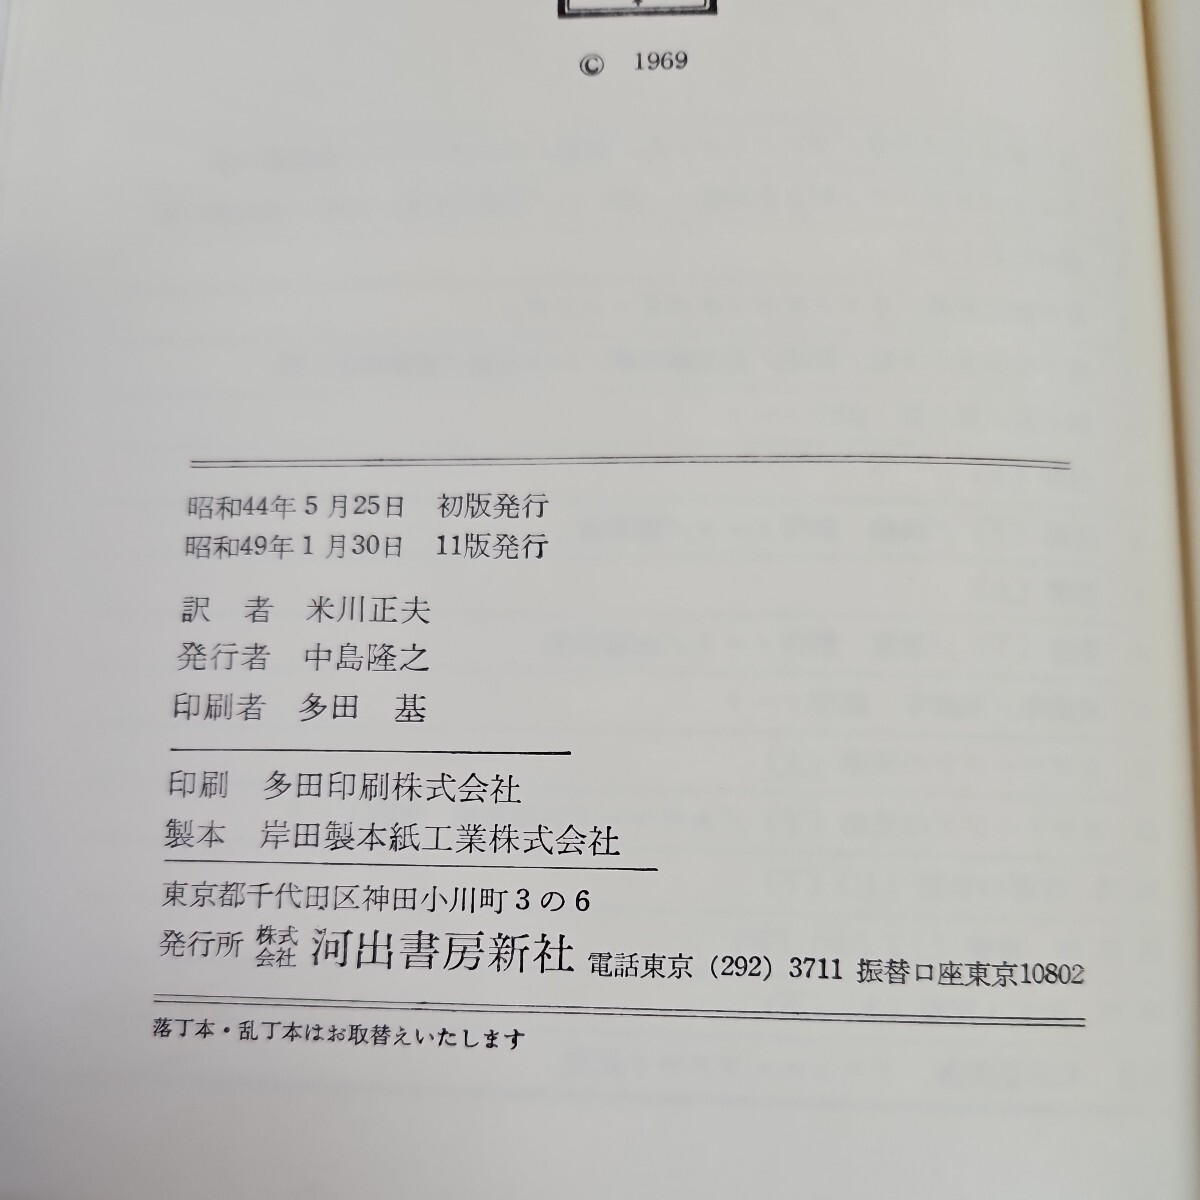 © 1969
昭和44年5月25日 初版発行
昭和49年1月30日 11版発行
訳者 米川正夫
発行者 中島隆之
印刷者 多田 基
印刷 多田印刷株式会社
製本 岸田製本紙工業株式会社
東京都千代田区神田小川町3の6
発行所 株式会社 河出書房新社 電話東京(292)3711 振替口座東京10802
落丁本・乱丁本はお取替えいたします